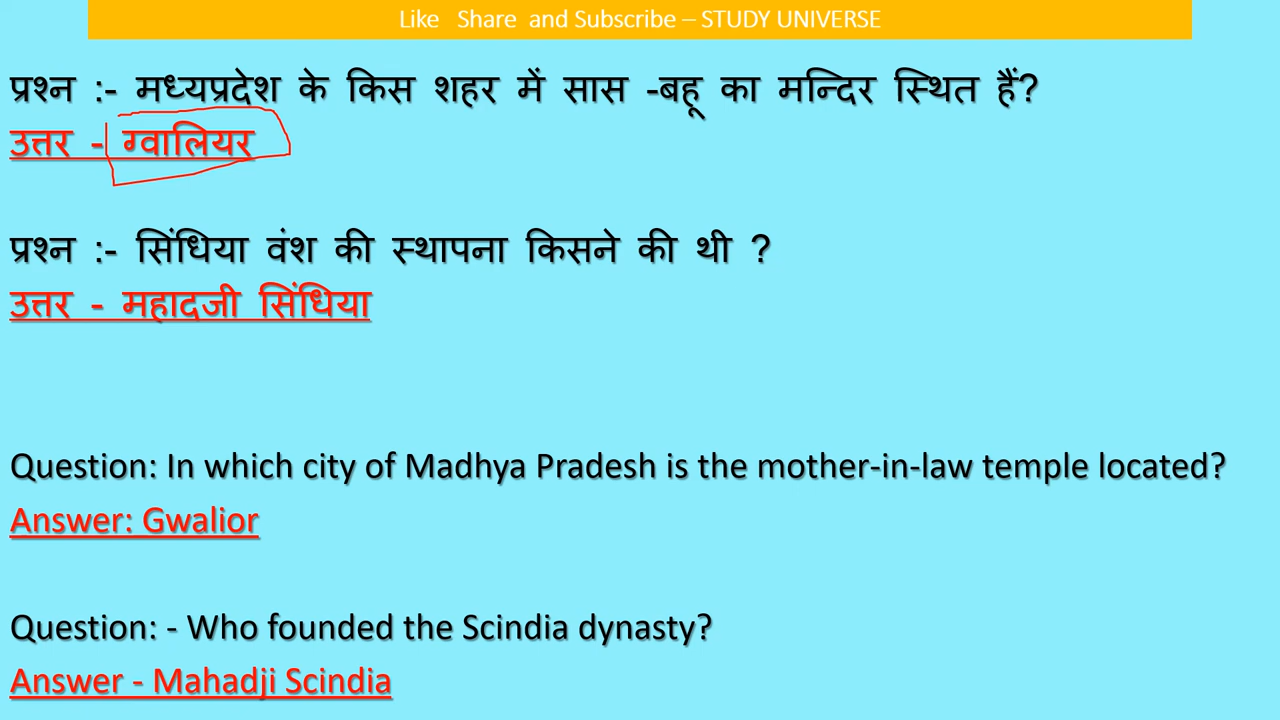 Like Share and Subscribe – STUDY UNIVERSE
प्रश्न :- मध्यप्रदेश के किस शहर में सास -बहू का मन्दिर स्थित हैं?
उत्तर - ग्वालियर
प्रश्न :- सिंधिया वंश की स्थापना किसने की थी ?
उत्तर - महादजी सिंधिया
Question: In which city of Madhya Pradesh is the mother-in-law temple located?
Answer: Gwalior
Question: - Who founded the Scindia dynasty?
Answer - Mahadji Scindia